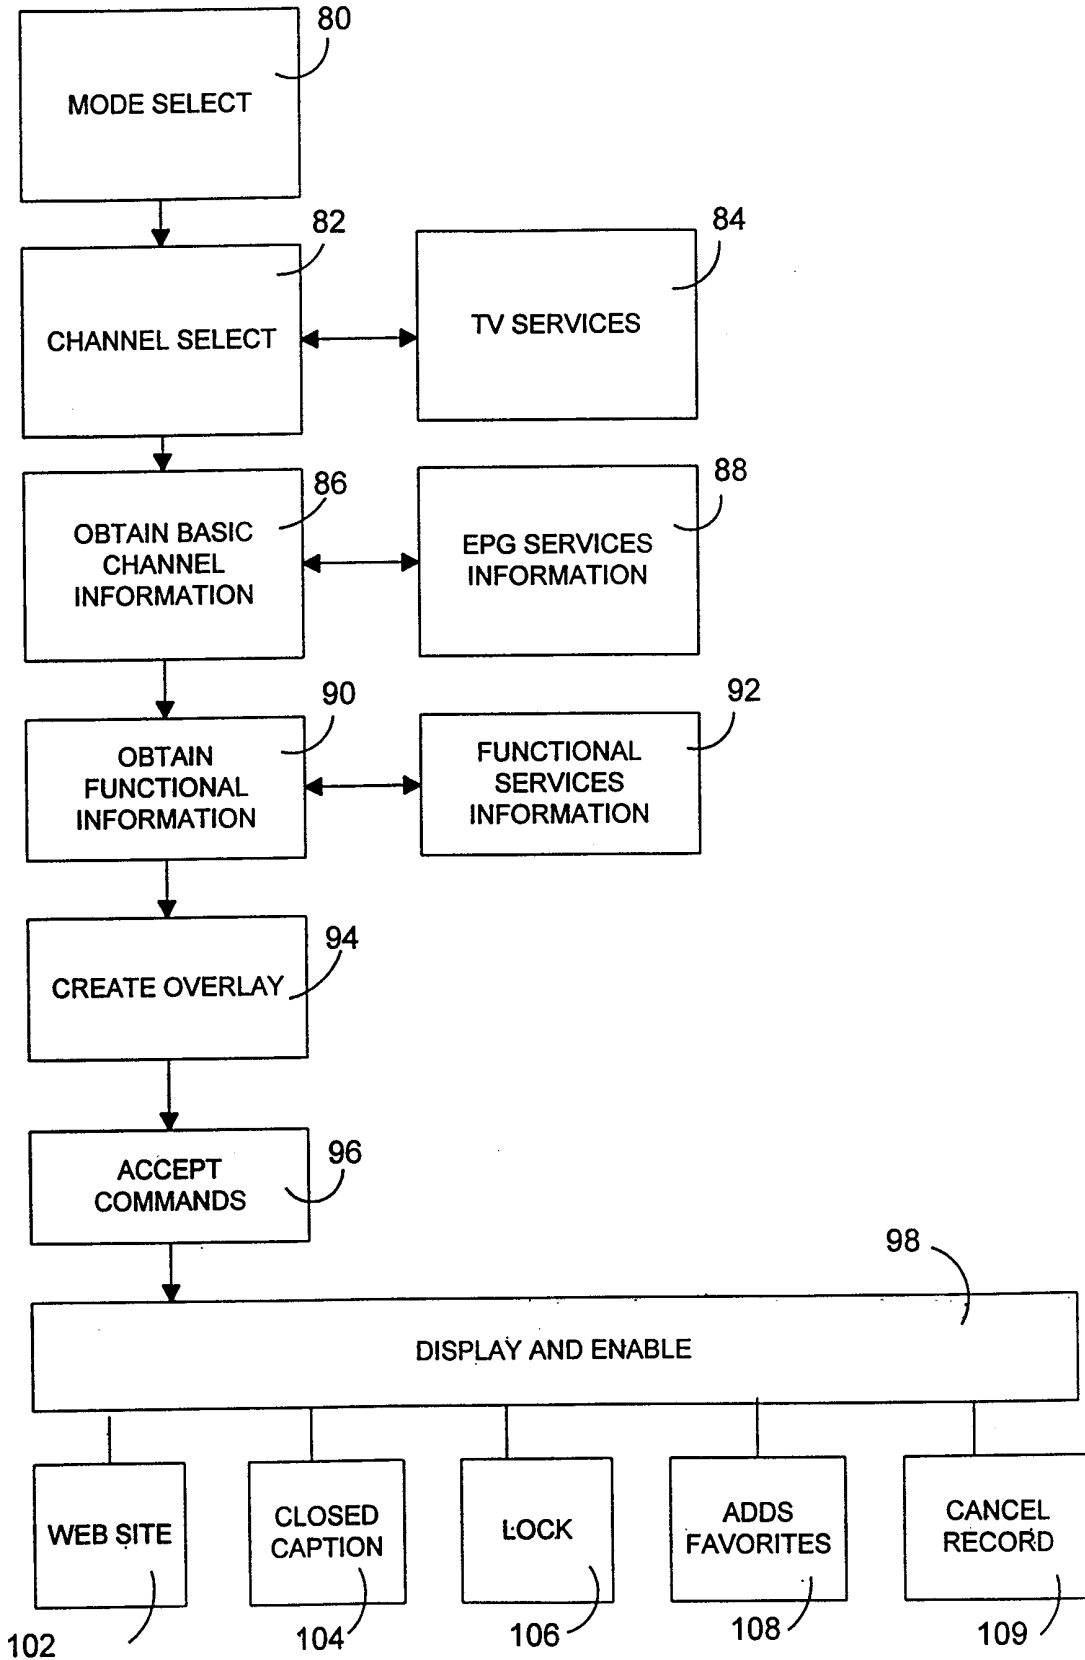 80
MODE SELECT
82
CHANNEL SELECT
84
TV SERVICES
86
OBTAIN BASIC
CHANNEL
INFORMATION
88
EPG SERVICES
INFORMATION
90
OBTAIN
FUNCTIONAL
INFORMATION
92
FUNCTIONAL
SERVICES
INFORMATION
94
CREATE OVERLAY
96
ACCEPT
COMMANDS
98
DISPLAY AND ENABLE
WEB SITE
102
CLOSED
CAPTION
104
LOCK
106
ADDS
FAVORITES
108
CANCEL
RECORD
109